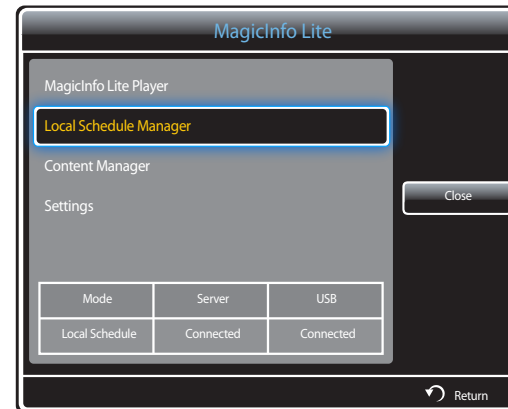 MagicInfo Lite
MagicInfo Lite Player
Local Schedule Manager
Content Manager
Settings
Close
Mode Server USB
Local Schedule Connected Connected
Return